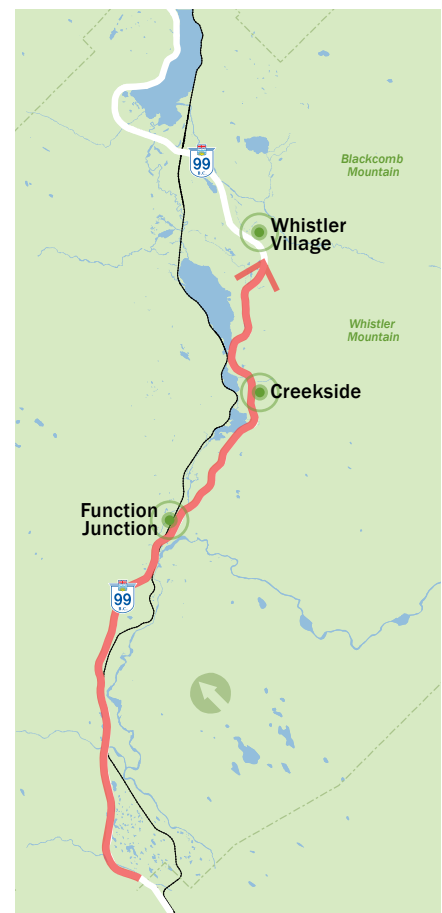 99
B.C.
Blackcomb
Mountain
Whistler
Village
Whistler
Mountain
Creekside
Function
Junction
99
B.C.